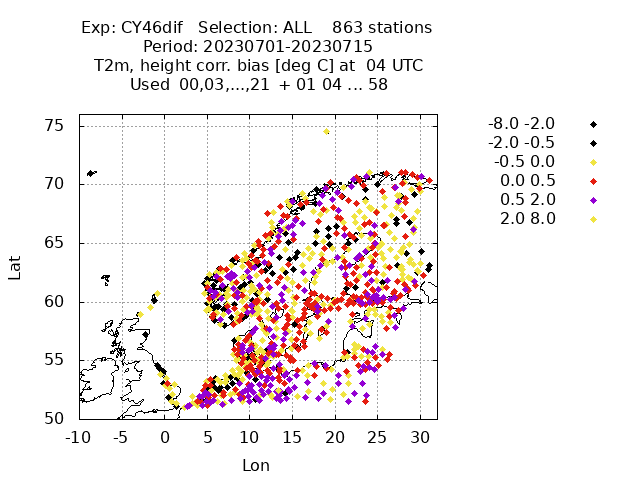 Exp: CY46dif   Selection: ALL    863 stations
Period: 20230701-20230715
T2m, height corr. bias [deg C] at  04 UTC
Used  00,03,...,21  + 01 04 ... 58
-8.0 -2.0
-2.0 -0.5
-0.5 0.0
0.0 0.5
0.5 2.0
2.0 8.0
75
70
65
60
55
50
Lat
-10 -5 0 5 10 15 20 25 30
Lon